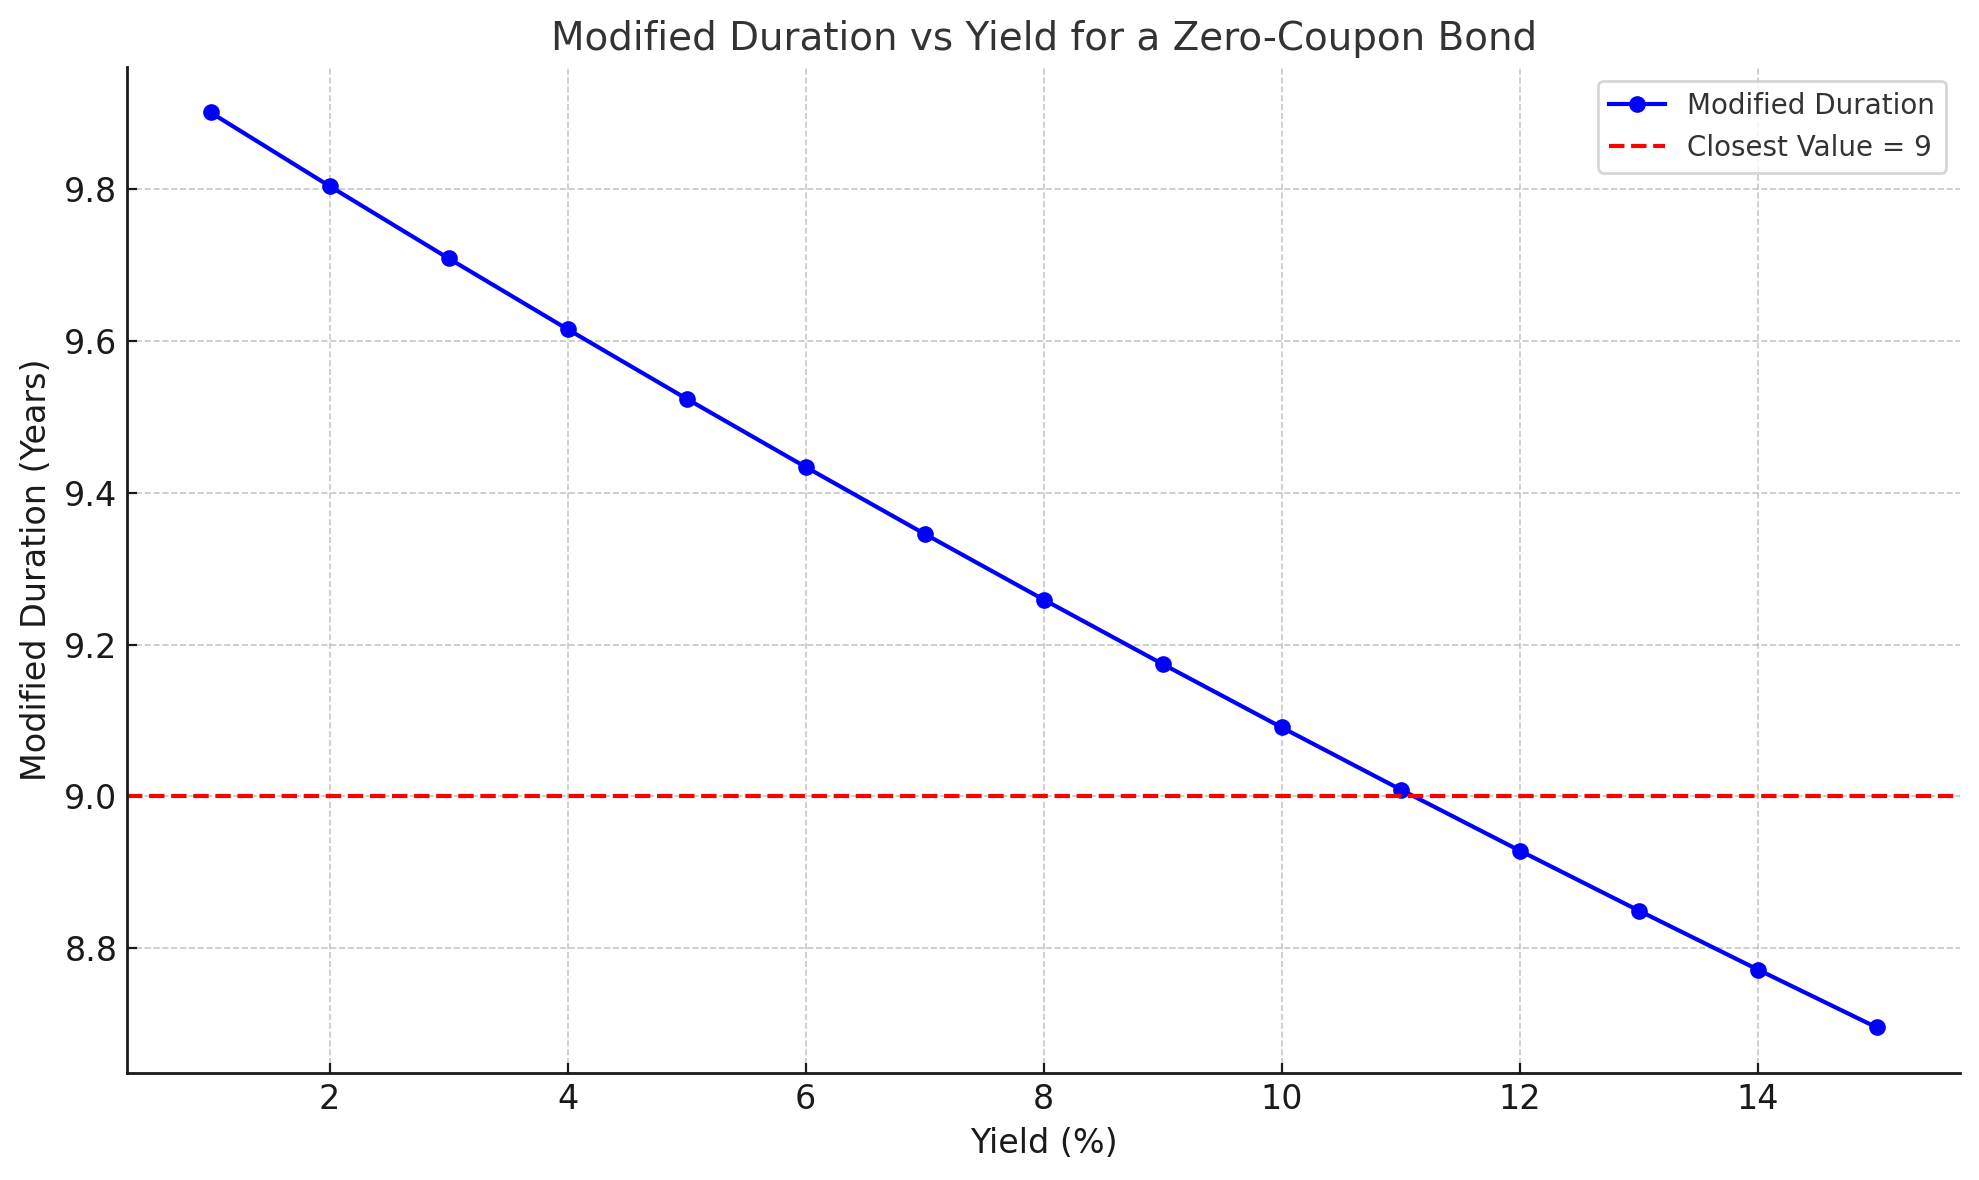 Modified Duration vs Yield for a Zero-Coupon Bond
Modified Duration
Closest Value = 9
Modified Duration (Years)
9.8
9.6
9.4
9.2
9.0
8.8
2 4 6 8 10 12 14
Yield (%)